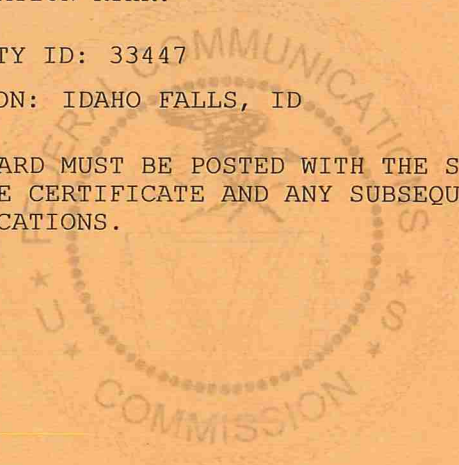 TY ID: 33447
ON: IDAHO FALLS, ID
ARD MUST BE POSTED WITH THE S
E CERTIFICATE AND ANY SUBSEQU
CATIONS.
FEDERAL COMMUNICATIONS
COMMISSION
U S